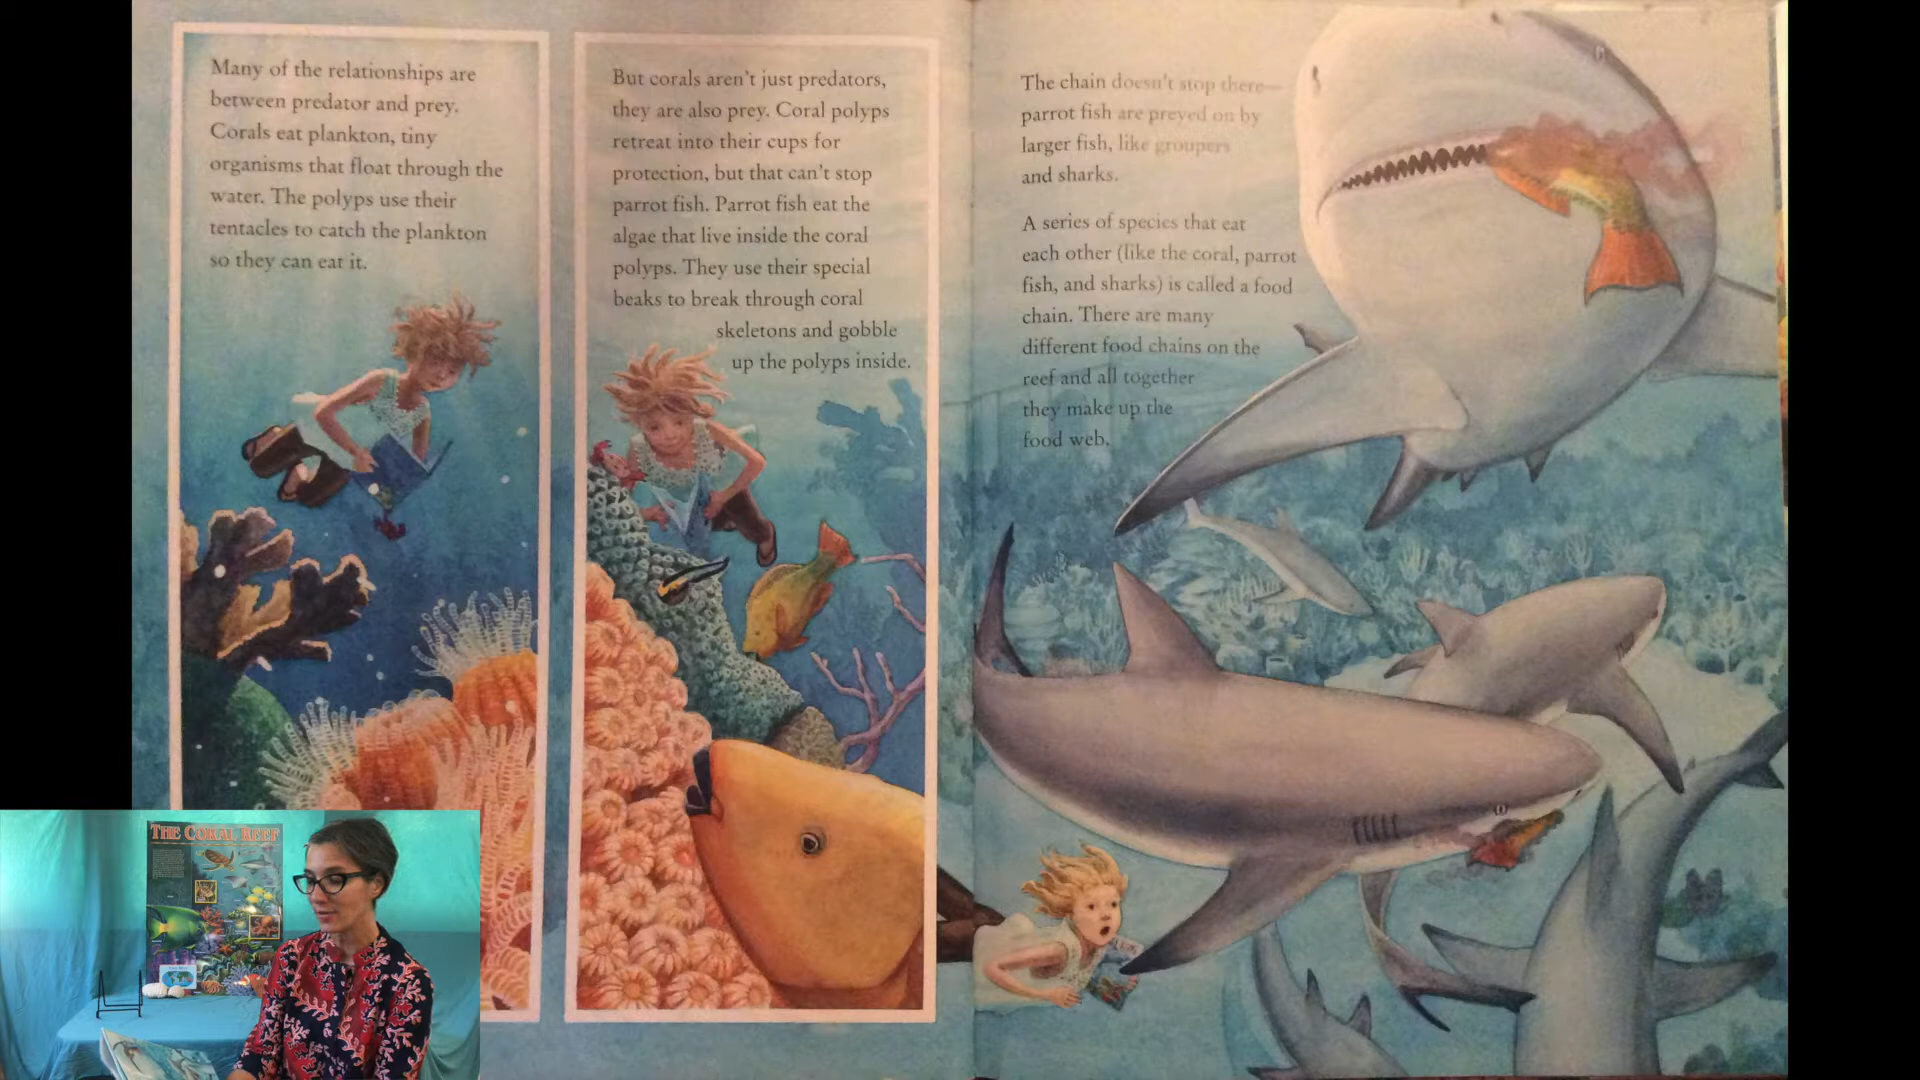 Many of the relationships are
between predator and prey.
Corals eat plankton, tiny
organisms that float through the
water. The polyps use their
tentacles to catch the plankton
so they can eat it.
But corals aren't just predators,
they are also prey. Coral polyps
retreat into their cups for
protection, but that can't stop
parrot fish. Parrot fish eat the
algae that live inside the coral
polyps. They use their special
beaks to break through coral
skeletons and gobble
up the polyps inside.
The chain doesn't stop there—
parrot fish are preyed on by
larger fish, like groupers
and sharks.
A series of species that eat
each other (like the coral, parrot
fish, and sharks) is called a food
chain. There are many
different food chains on the
reef and all together
they make up the
food web.
THE CORAL REEF